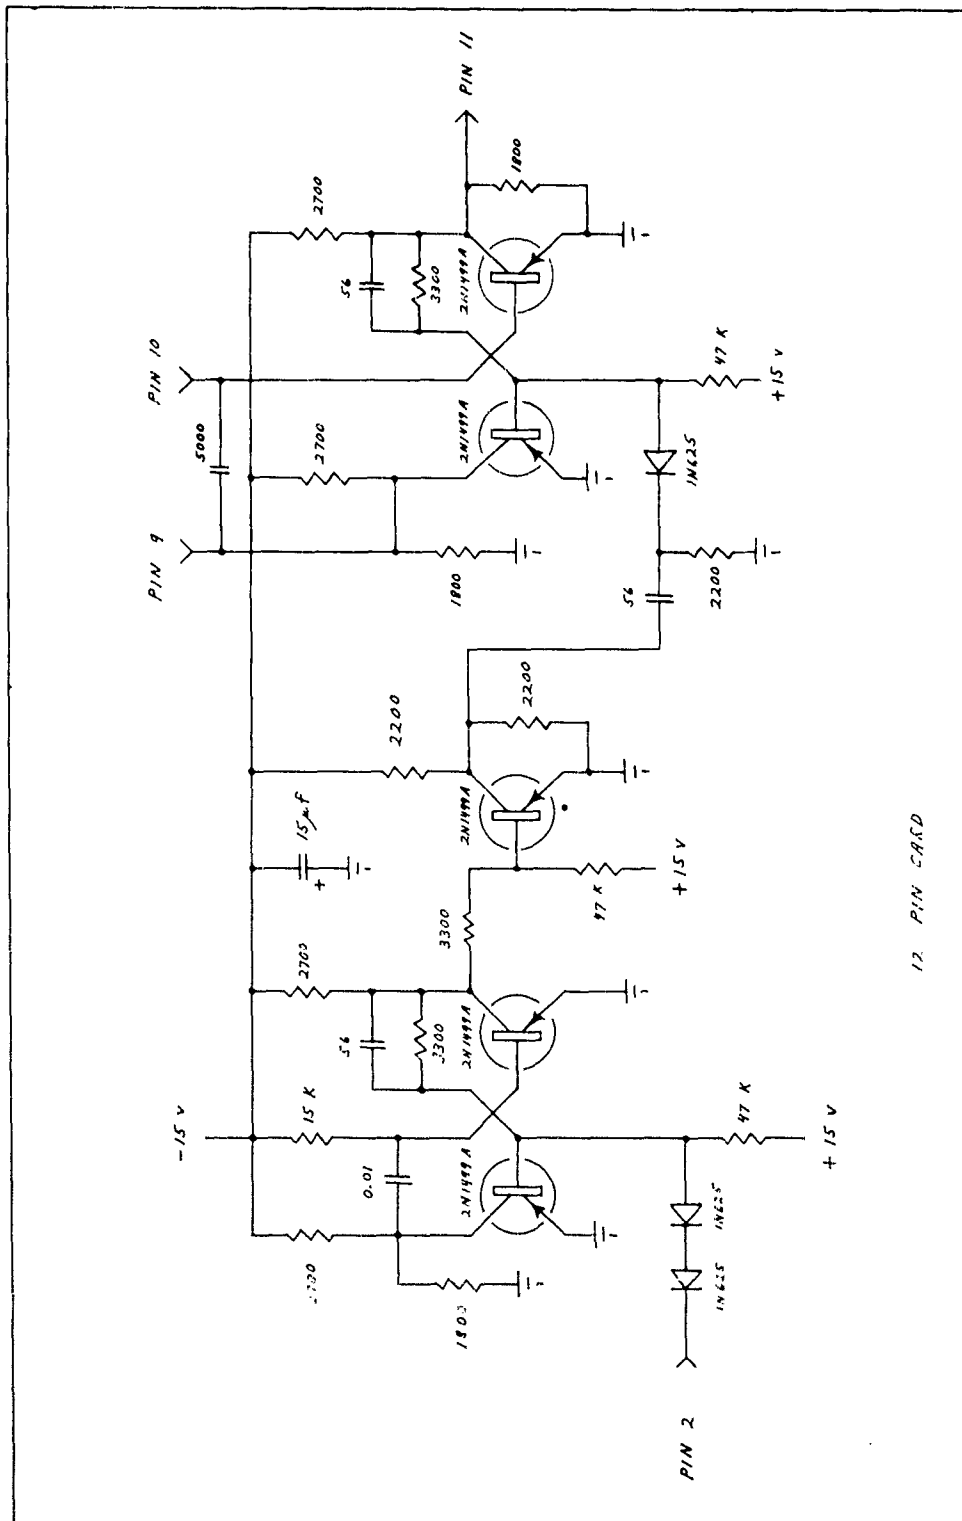 PIN 11
1800
2700
56
3300
2N1499A
PIN 10
5000
PIN 9
2700
2N1499A
47 K
+15 v
1N625
1800
56
2200
2200
2200
2N1499A
15 µf
+
3300
47 K
+15 v
2700
56
2N1499A
-15 v
15 K
0.01
2N1499A
1800
47 K
+15 v
1N625
1N625
PIN 2
12 PIN CARD